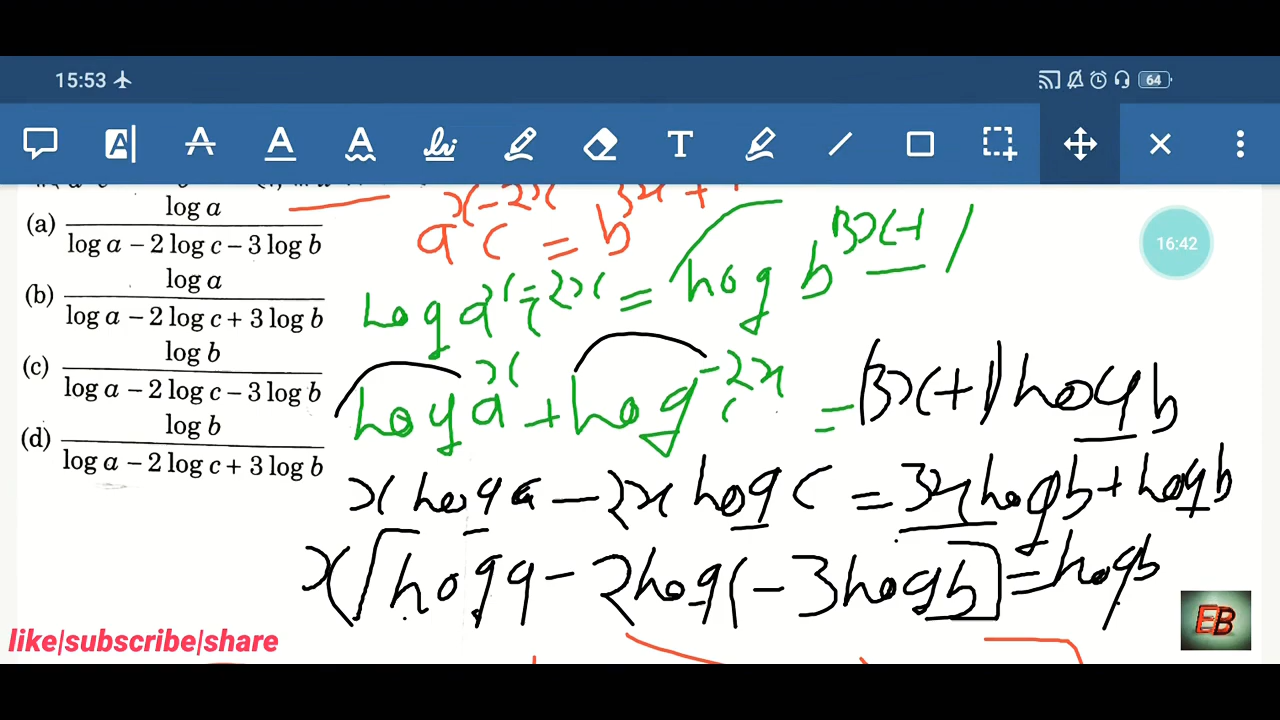 15:53
64
A A A T
16:42
a^x-2x c = b^3x+1
(a) log a / log a − 2 log c − 3 log b
(b) log a / log a − 2 log c + 3 log b
(c) log b / log a − 2 log c − 3 log b
(d) log b / log a − 2 log c + 3 log b
log a^x c^-2x = log b^(3x+1)
log a^x + log c^-2x = (3x+1) log b
x log a − 2x log c = 3x log b + log b
x [log a − 2 log c − 3 log b] = log b
like|subscribe|share
EB